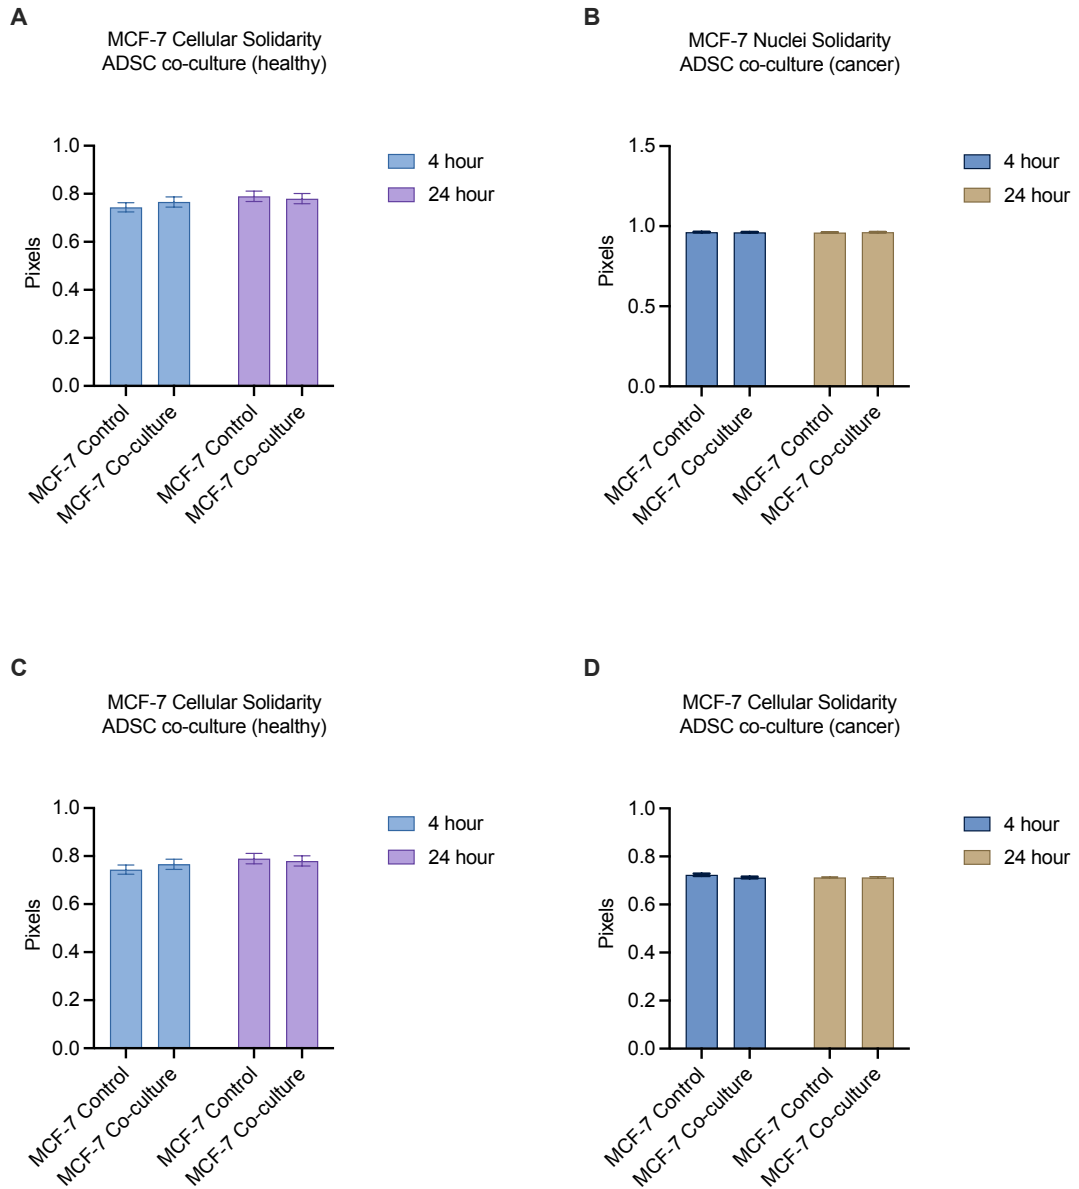 A
MCF-7 Cellular Solidarity
ADSC co-culture (healthy)
1.0
0.8
0.6
0.4
0.2
0.0
Pixels
4 hour
24 hour
MCF-7 Control
MCF-7 Co-culture
MCF-7 Control
MCF-7 Co-culture
B
MCF-7 Nuclei Solidarity
ADSC co-culture (cancer)
1.5
1.0
0.5
0.0
Pixels
4 hour
24 hour
MCF-7 Control
MCF-7 Co-culture
MCF-7 Control
MCF-7 Co-culture
C
MCF-7 Cellular Solidarity
ADSC co-culture (healthy)
1.0
0.8
0.6
0.4
0.2
0.0
Pixels
4 hour
24 hour
MCF-7 Control
MCF-7 Co-culture
MCF-7 Control
MCF-7 Co-culture
D
MCF-7 Cellular Solidarity
ADSC co-culture (cancer)
1.0
0.8
0.6
0.4
0.2
0.0
Pixels
4 hour
24 hour
MCF-7 Control
MCF-7 Co-culture
MCF-7 Control
MCF-7 Co-culture